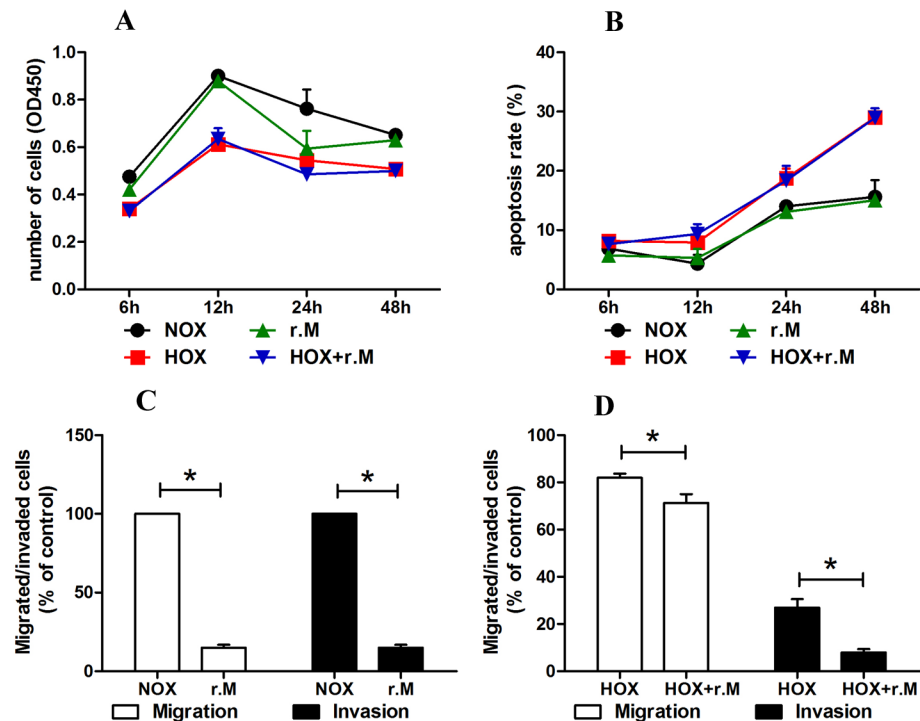 A
number of cells (OD450)
1.0
0.8
0.6
0.4
0.2
0.0
6h 12h 24h 48h
NOX r.M
HOX HOX+r.M
B
apoptosis rate (%)
40
30
20
10
0
6h 12h 24h 48h
NOX r.M
HOX HOX+r.M
C
Migrated/invaded cells
(% of control)
150
100
50
0
* *
NOX r.M NOX r.M
Migration Invasion
D
Migrated/invaded cells
(% of control)
100
80
60
40
20
0
*
*
HOX HOX+r.M HOX HOX+r.M
Migration Invasion